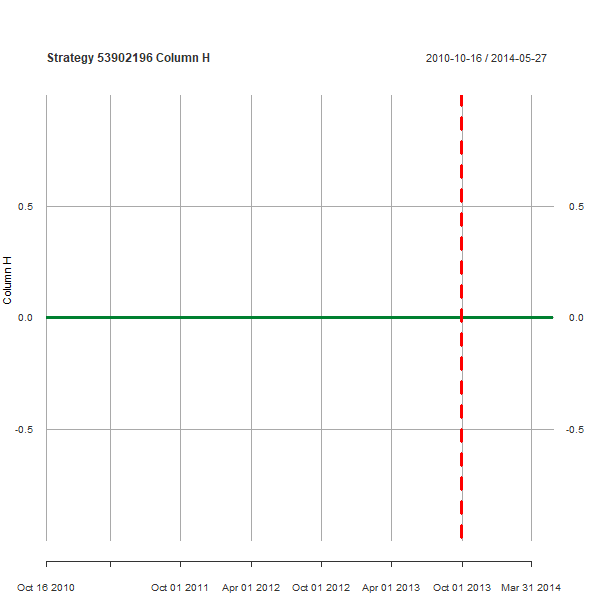 Strategy 53902196 Column H
2010-10-16 / 2014-05-27
0.5
0.5
Column H
0.0
0.0
-0.5
-0.5
Oct 16 2010
Oct 01 2011
Apr 01 2012
Oct 01 2012
Apr 01 2013
Oct 01 2013
Mar 31 2014